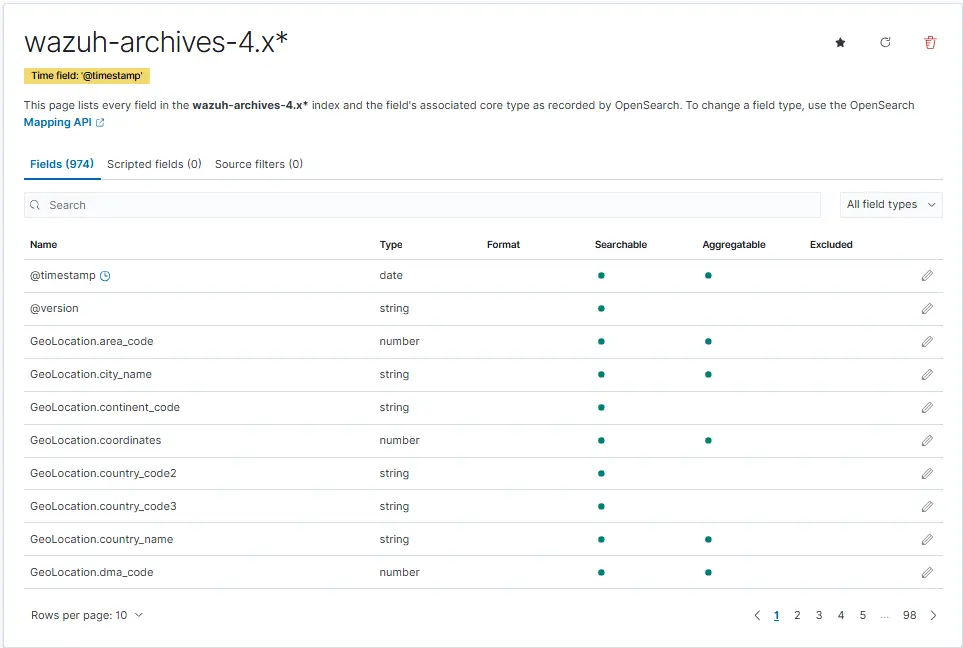 wazuh-archives-4.x*
Time field: '@timestamp'
This page lists every field in the wazuh-archives-4.x* index and the field's associated core type as recorded by OpenSearch. To change a field type, use the OpenSearch
Mapping API
Fields (974) Scripted fields (0) Source filters (0)
Search All field types
Name Type Format Searchable Aggregatable Excluded
@timestamp date
@version string
GeoLocation.area_code number
GeoLocation.city_name string
GeoLocation.continent_code string
GeoLocation.coordinates number
GeoLocation.country_code2 string
GeoLocation.country_code3 string
GeoLocation.country_name string
GeoLocation.dma_code number
Rows per page: 10 1 2 3 4 5 ... 98